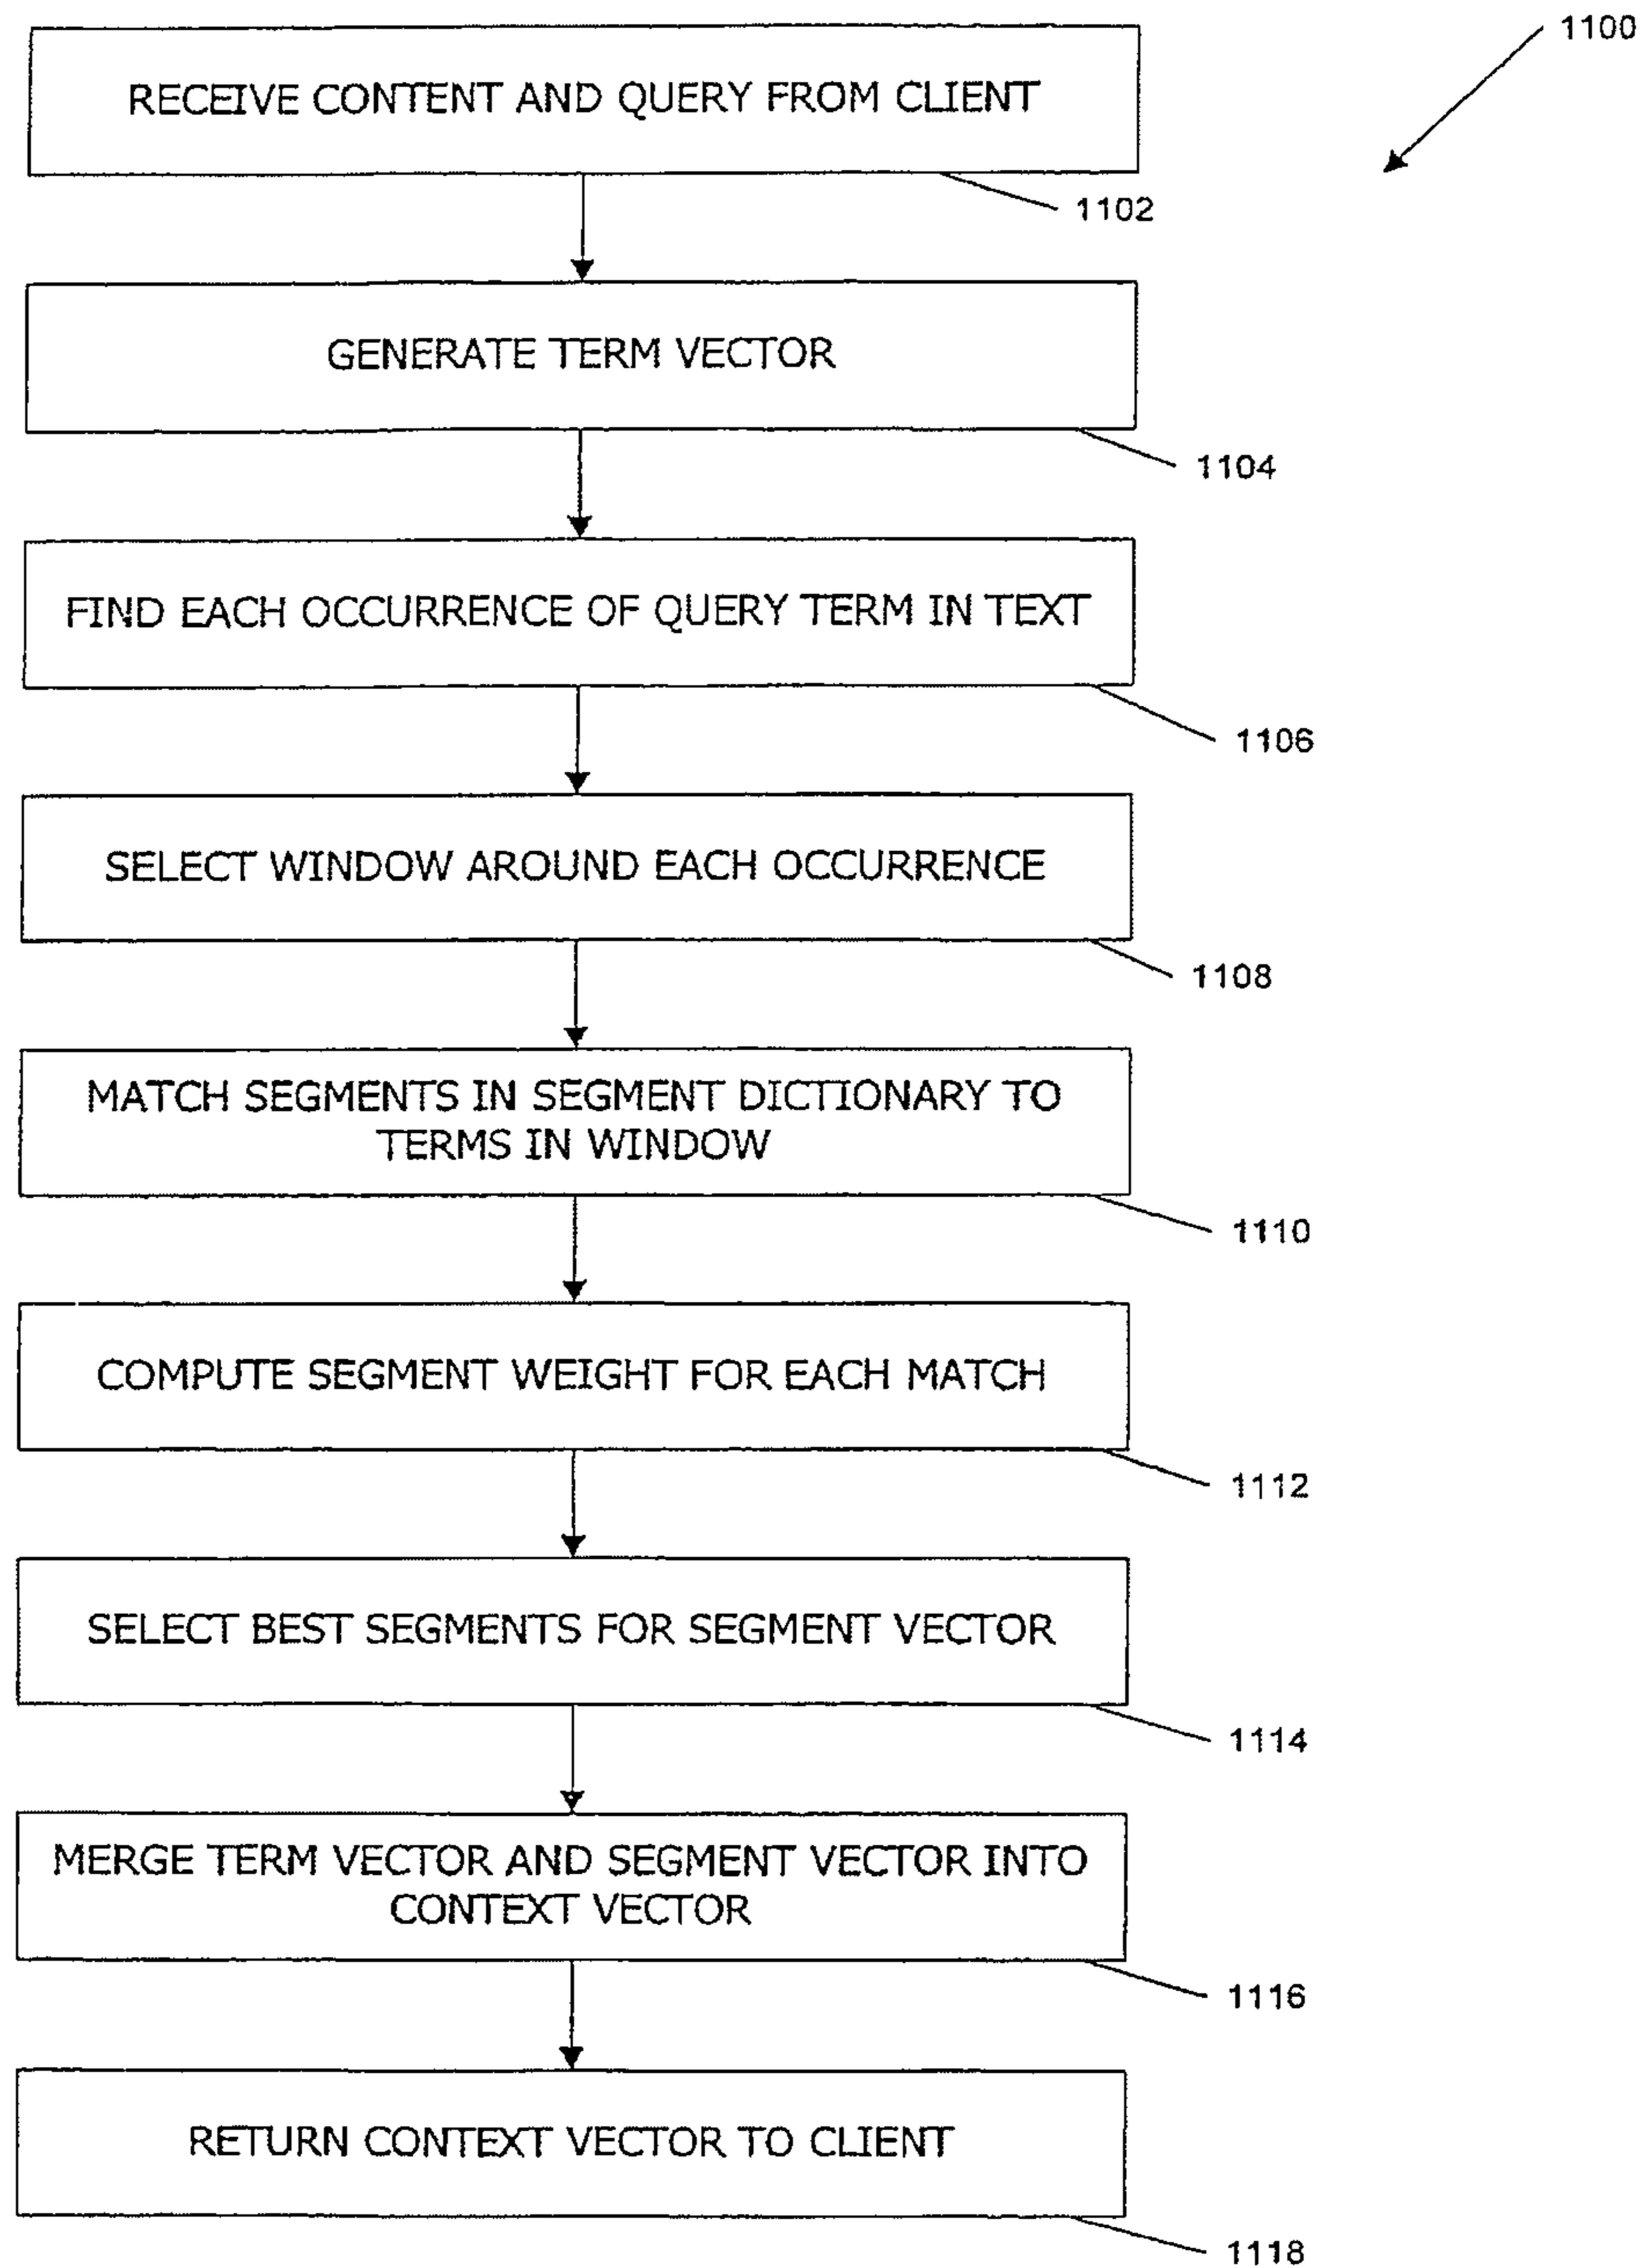 1100
RECEIVE CONTENT AND QUERY FROM CLIENT
1102
GENERATE TERM VECTOR
1104
FIND EACH OCCURRENCE OF QUERY TERM IN TEXT
1106
SELECT WINDOW AROUND EACH OCCURRENCE
1108
MATCH SEGMENTS IN SEGMENT DICTIONARY TO
TERMS IN WINDOW
1110
COMPUTE SEGMENT WEIGHT FOR EACH MATCH
1112
SELECT BEST SEGMENTS FOR SEGMENT VECTOR
1114
MERGE TERM VECTOR AND SEGMENT VECTOR INTO
CONTEXT VECTOR
1116
RETURN CONTEXT VECTOR TO CLIENT
1118